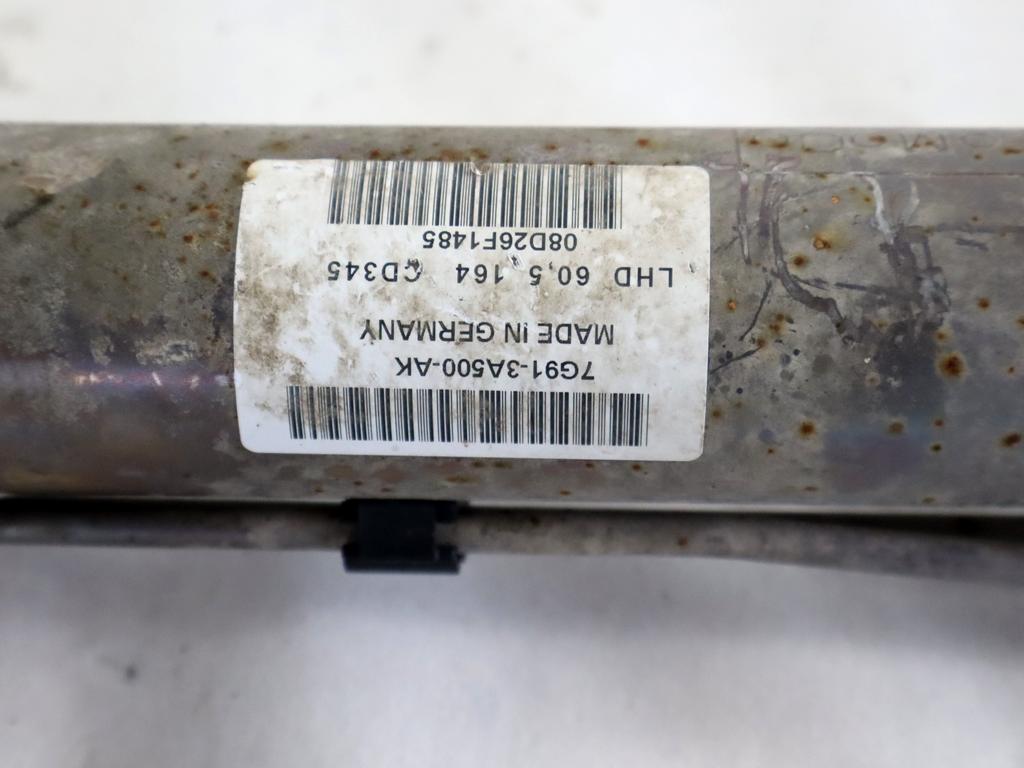 7G91-3A500-AK
MADE IN GERMANY
LHD 60,5 164 CD345
08D26F1485